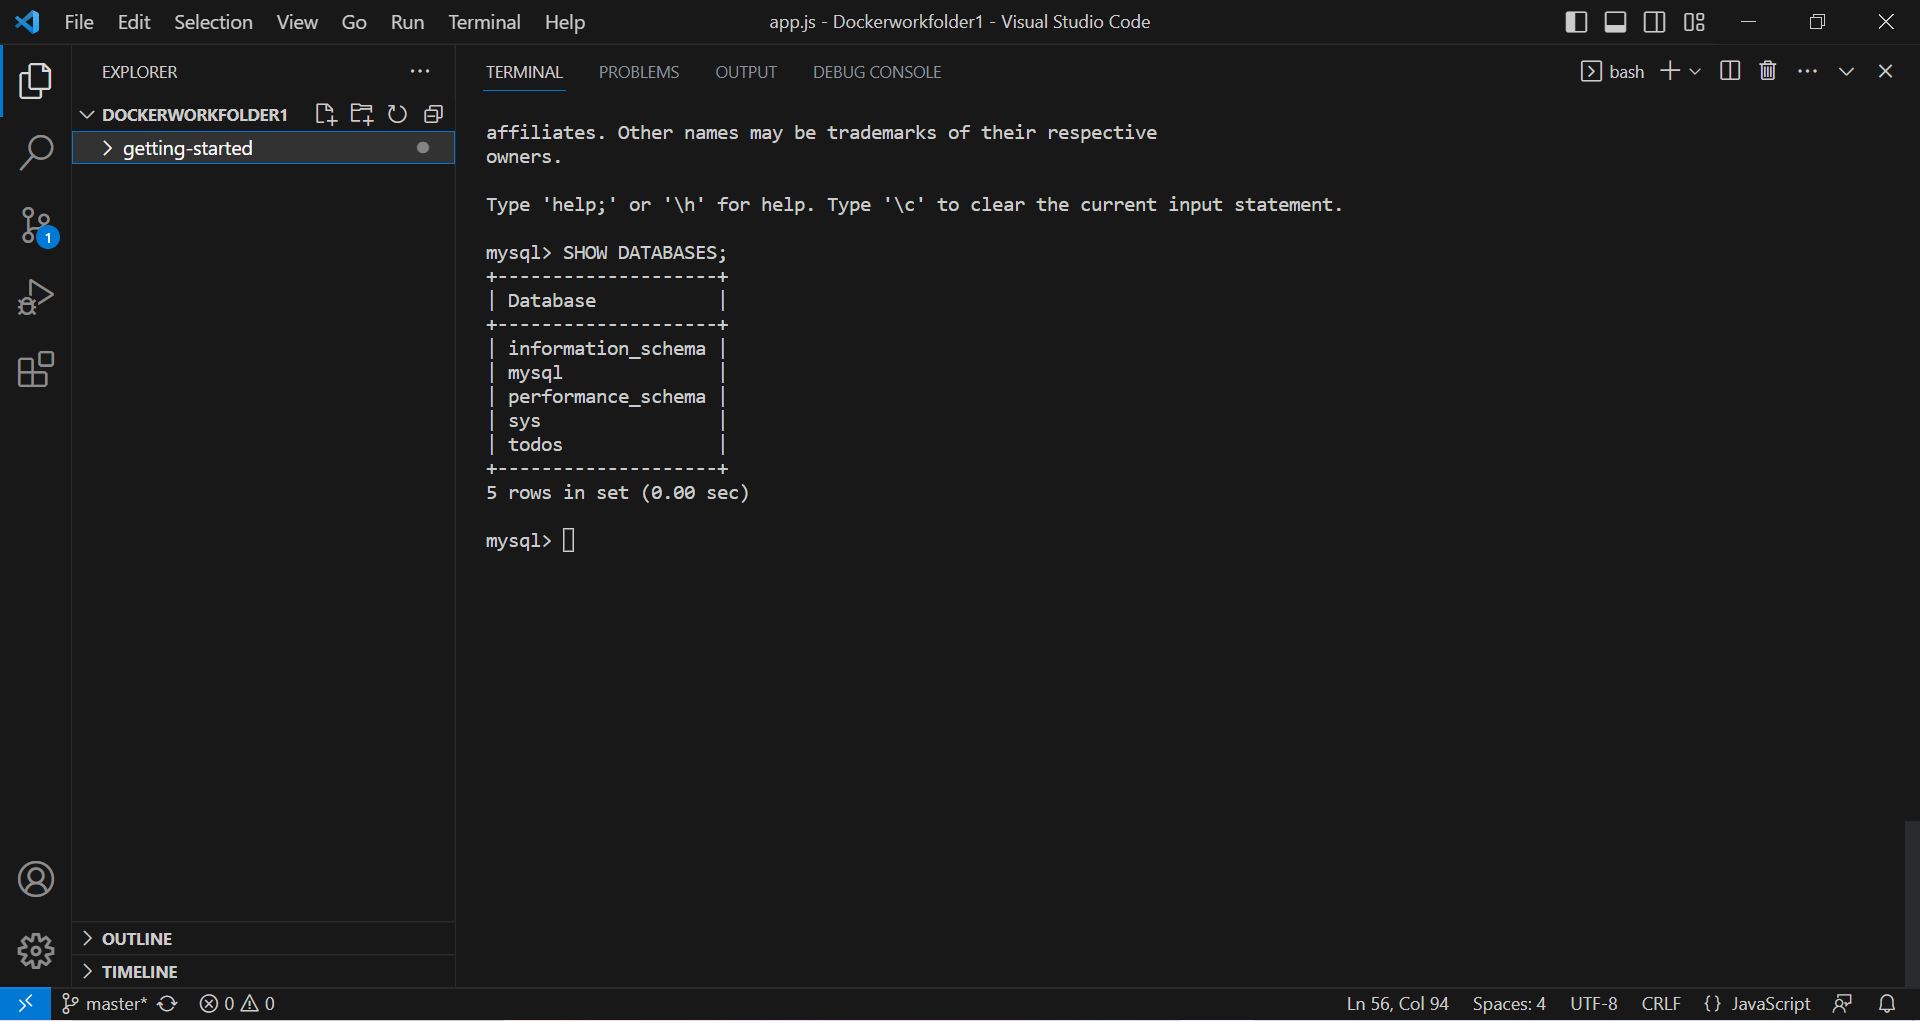 File Edit Selection View Go Run Terminal Help app.js - Dockerworkfolder1 - Visual Studio Code
EXPLORER
DOCKERWORKFOLDER1
getting-started
1
OUTLINE
TIMELINE
TERMINAL PROBLEMS OUTPUT DEBUG CONSOLE bash
affiliates. Other names may be trademarks of their respective
owners.
Type 'help;' or '\h' for help. Type '\c' to clear the current input statement.
mysql> SHOW DATABASES;
+--------------------+
| Database           |
+--------------------+
| information_schema |
| mysql              |
| performance_schema |
| sys                |
| todos              |
+--------------------+
5 rows in set (0.00 sec)
mysql>
master* 0 0 Ln 56, Col 94 Spaces: 4 UTF-8 CRLF {} JavaScript